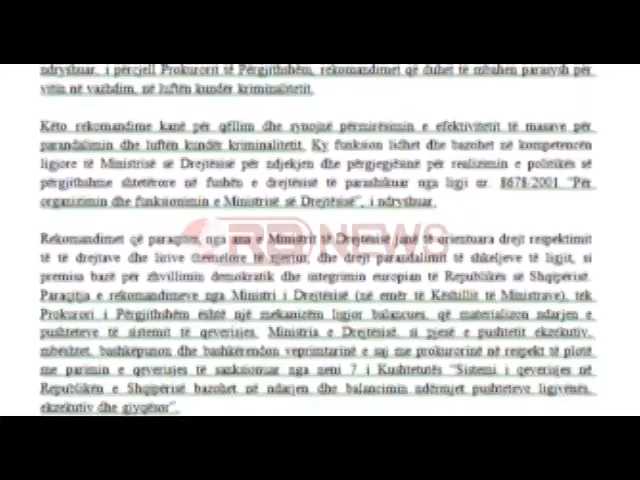 ndryshuar, i përcjell Prokurorit të Përgjithshëm, rekomandimet që duhet të mbahen parasysh për
vitin në vazhdim, në luftën kundër kriminalitetit.
Këto rekomandime kanë për qëllim dhe synojnë përmirësimin e efektivitetit të masave për
parandalimin dhe luftën kundër kriminalitetit. Ky funksion lidhet dhe bazohet në kompetencën
ligjore të Ministrisë së Drejtësisë për ndjekjen dhe përgjegjësinë për realizimin e politikës së
përgjithshme shtetërore në fushën e drejtësisë të parashikuar nga ligji nr. 8678/2001 "Për
organizimin dhe funksionimin e Ministrisë së Drejtësisë", i ndryshuar.
RB NEWS
Rekomandimet që paraqiten nga ana e Ministrit të Drejtësisë janë të orientuara drejt respektimit
të të drejtave dhe lirive themelore të njeriut, dhe drejt parandalimit të shkeljeve të ligjit, si
premisa bazë për zhvillimin demokratik dhe integrimin europian të Republikës së Shqipërisë.
Paraqitja e rekomandimeve nga Ministri i Drejtësisë (në emër të Këshillit të Ministrave), tek
Prokurori i Përgjithshëm është një mekanizëm ligjor balancues, që materializon ndarjen e
pushteteve të sistemit të qeverisjes. Ministria e Drejtësisë, si pjesë e pushtetit ekzekutiv,
mbështet, bashkëpunon dhe bashkërendon veprimtarinë e saj me prokurorinë në respekt të plotë
me parimin e qeverisjes të sanksionuar nga neni 7 i Kushtetutës "Sistemi i qeverisjes në
Republikën e Shqipërisë bazohet në ndarjen dhe balancimin ndërmjet pushteteve ligjvënës,
ekzekutiv dhe gjyqësor".